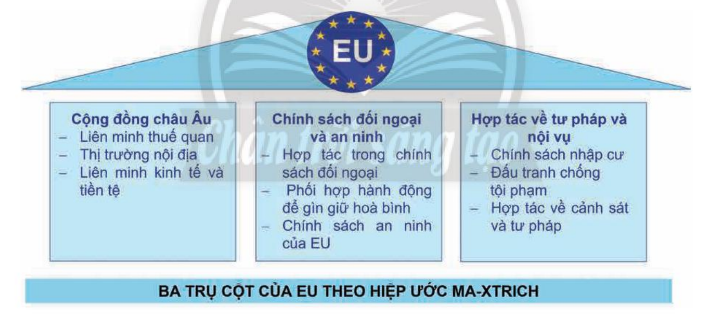 EU
Cộng đồng châu Âu
– Liên minh thuế quan
– Thị trường nội địa
– Liên minh kinh tế và
tiền tệ
Chính sách đối ngoại
và an ninh
– Hợp tác trong chính
sách đối ngoại
– Phối hợp hành động
để gìn giữ hoà bình
– Chính sách an ninh
của EU
Hợp tác về tư pháp và
nội vụ
– Chính sách nhập cư
– Đấu tranh chống
tội phạm
– Hợp tác về cảnh sát
và tư pháp
Chân trời sáng tạo
BA TRỤ CỘT CỦA EU THEO HIỆP ƯỚC MA-XTRICH